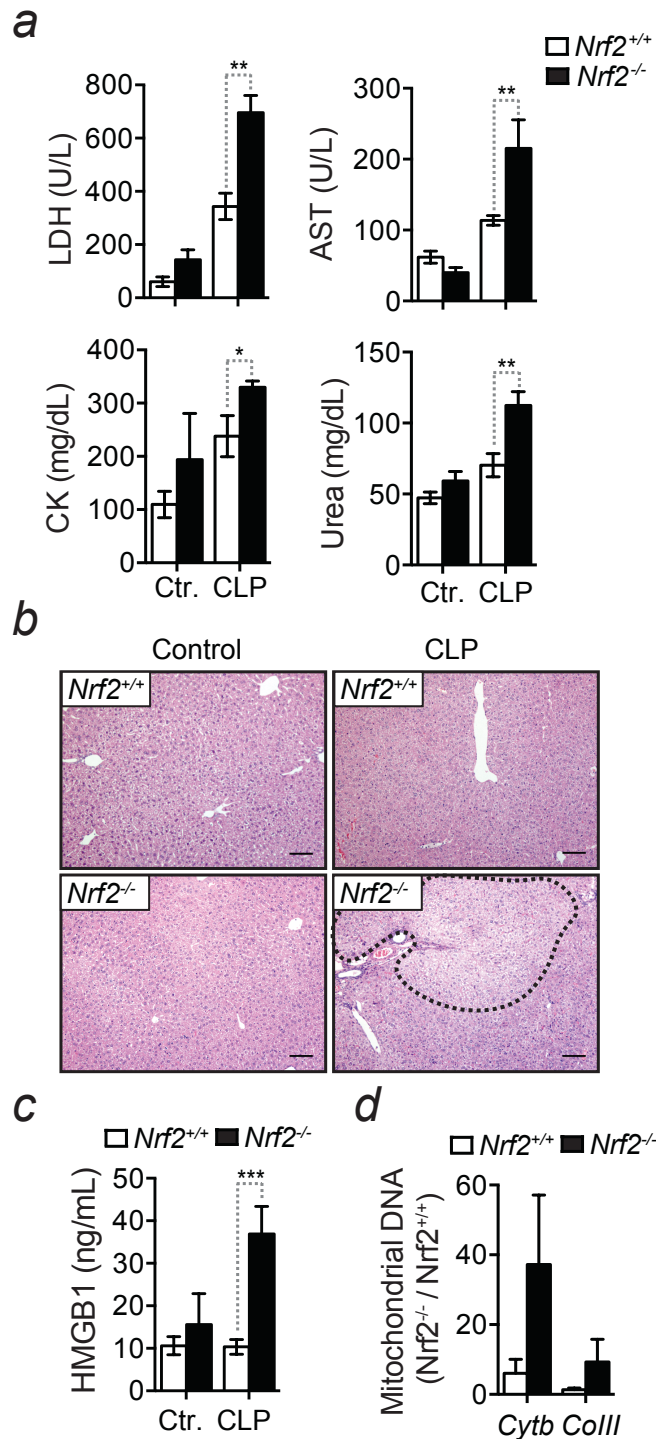 a
Nrf2+/+
Nrf2-/-
LDH (U/L)
800
600
400
200
0
**
AST (U/L)
300
200
100
0
**
CK (mg/dL)
400
300
200
100
0
*
Ctr. CLP
Urea (mg/dL)
150
100
50
0
**
Ctr. CLP
b
Control CLP
Nrf2+/+ Nrf2+/+
Nrf2-/- Nrf2-/-
c
Nrf2+/+ Nrf2-/-
HMGB1 (ng/mL)
50
40
30
20
10
0
***
Ctr. CLP
d
Nrf2+/+ Nrf2-/-
Mitochondrial DNA
(Nrf2-/- / Nrf2+/+)
60
40
20
0
Cytb CoIII